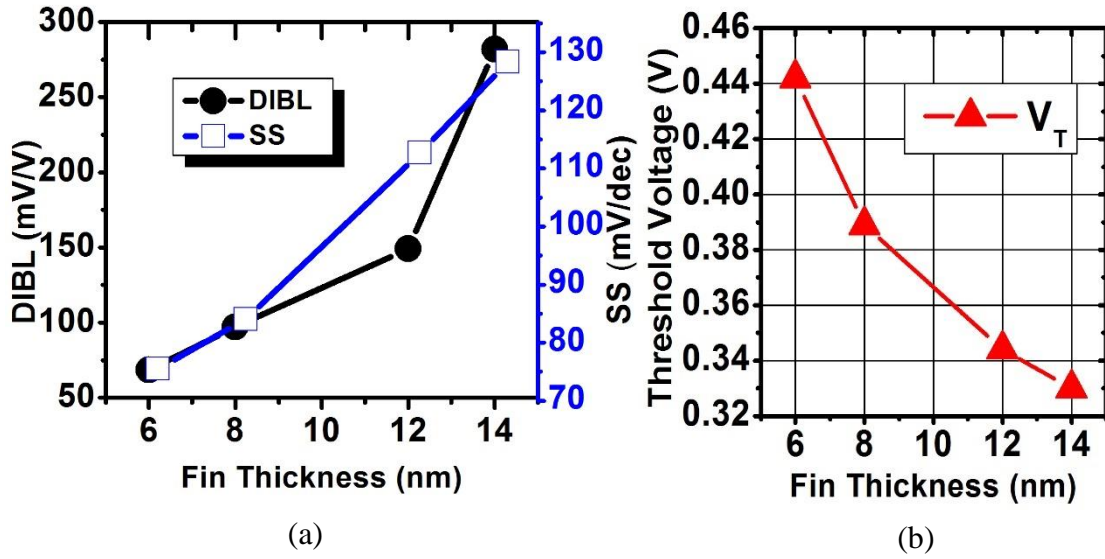 300
250
200
150
100
50
DIBL (mV/V)
DIBL
SS
130
120
110
100
90
80
70
SS (mV/dec)
6 8 10 12 14
Fin Thickness (nm)
(a)
0.46
0.44
0.42
0.40
0.38
0.36
0.34
0.32
Threshold Voltage (V)
V_T
6 8 10 12 14
Fin Thickness (nm)
(b)